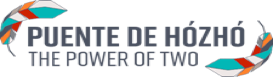 PUENTE DE HÓZHÓ
THE POWER OF TWO